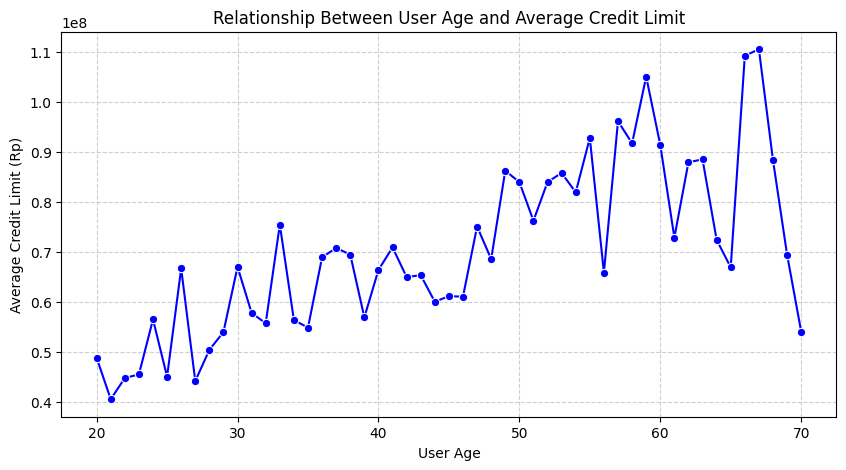 Relationship Between User Age and Average Credit Limit
1e8
1.1
1.0
0.9
0.8
0.7
0.6
0.5
0.4
Average Credit Limit (Rp)
20 30 40 50 60 70
User Age